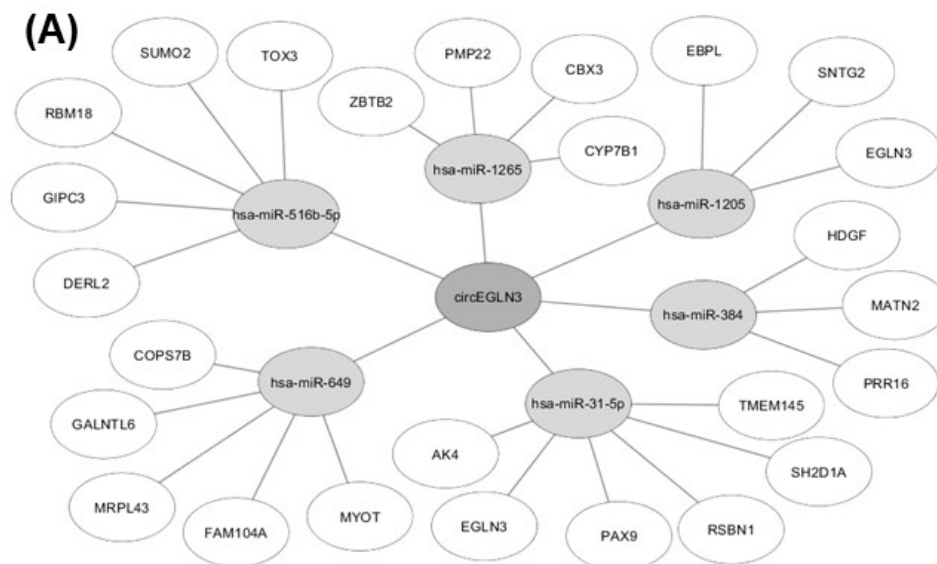 (A)
SUMO2
TOX3
RBM18
GIPC3
DERL2
hsa-miR-516b-5p
PMP22
ZBTB2
CBX3
CYP7B1
hsa-miR-1265
EBPL
SNTG2
EGLN3
hsa-miR-1205
HDGF
MATN2
PRR16
hsa-miR-384
circEGLN3
COPS7B
hsa-miR-649
GALNTL6
MRPL43
FAM104A
MYOT
hsa-miR-31-5p
TMEM145
AK4
SH2D1A
EGLN3
PAX9
RSBN1